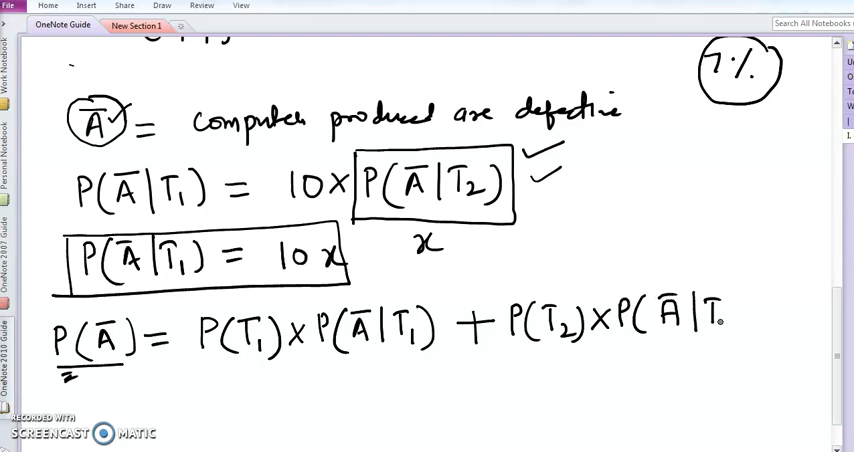 File Home Insert Share Draw Review View
OneNote Guide New Section 1
Search All Notebooks (
Work Notebook
Personal Notebook
OneNote 2007 Guide
OneNote 2010 Guide
7%
Ā = computer produced are defective
P(Ā|T₁) = 10× P(Ā|T₂)
x
P(Ā|T₁) = 10x
P(Ā) = P(T₁)×P(Ā|T₁) + P(T₂)×P(Ā|T
RECORDED WITH
SCREENCAST MATIC